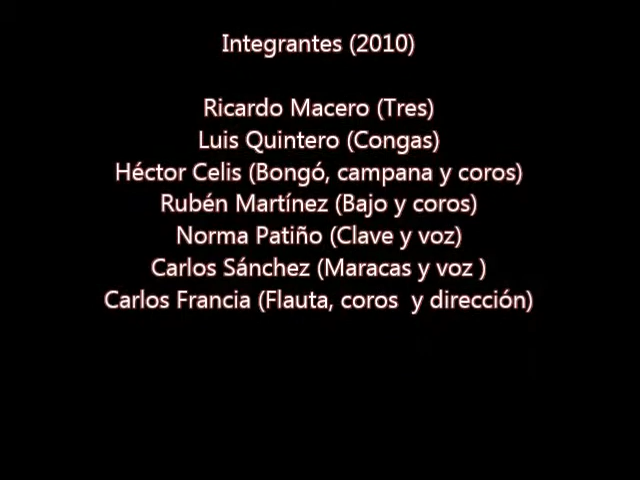 Integrantes (2010)
Ricardo Macero (Tres)
Luis Quintero (Congas)
Héctor Celis (Bongó, campana y coros)
Rubén Martínez (Bajo y coros)
Norma Patiño (Clave y voz)
Carlos Sánchez (Maracas y voz )
Carlos Francia (Flauta, coros  y dirección)